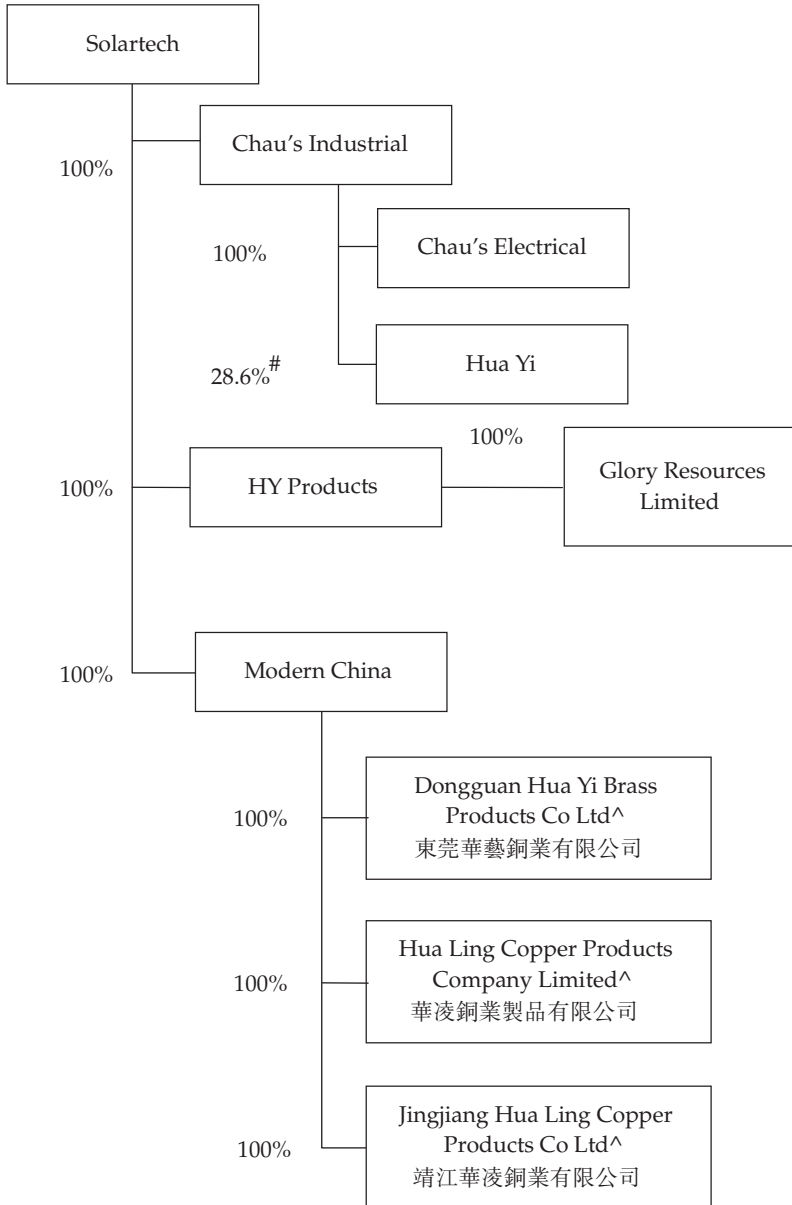 Solartech
Chau's Industrial
100%
Chau's Electrical
100%
Hua Yi
28.6%#
100%
Glory Resources
Limited
HY Products
100%
Modern China
100%
Dongguan Hua Yi Brass
Products Co Ltd^
東莞華藝銅業有限公司
100%
Hua Ling Copper Products
Company Limited^
華凌銅業製品有限公司
100%
Jingjiang Hua Ling Copper
Products Co Ltd^
靖江華凌銅業有限公司
100%